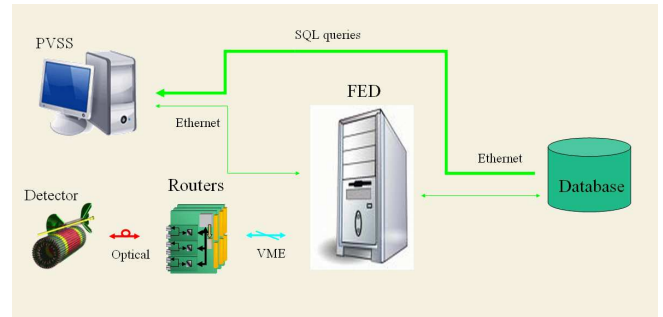 SQL queries
PVSS
FED
Ethernet
Ethernet
Database
Detector
Routers
Optical
VME